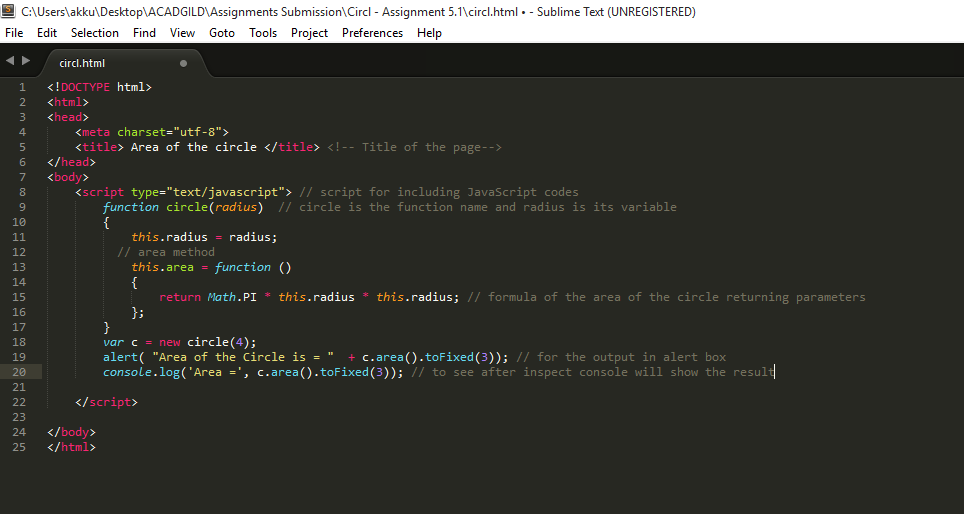 C:\Users\akku\Desktop\ACADGILD\Assignments Submission\Circl - Assignment 5.1\circl.html • - Sublime Text (UNREGISTERED)
File Edit Selection Find View Goto Tools Project Preferences Help
circl.html
1 <!DOCTYPE html>
2 <html>
3 <head>
4 <meta charset="utf-8">
5 <title> Area of the circle </title> <!-- Title of the page-->
6 </head>
7 <body>
8 <script type="text/javascript"> // script for including JavaScript codes
9 function circle(radius) // circle is the function name and radius is its variable
10 {
11 this.radius = radius;
12 // area method
13 this.area = function ()
14 {
15 return Math.PI * this.radius * this.radius; // formula of the area of the circle returning parameters
16 };
17 }
18 var c = new circle(4);
19 alert( "Area of the Circle is = " + c.area().toFixed(3)); // for the output in alert box
20 console.log('Area =', c.area().toFixed(3)); // to see after inspect console will show the result
21
22 </script>
23
24 </body>
25 </html>